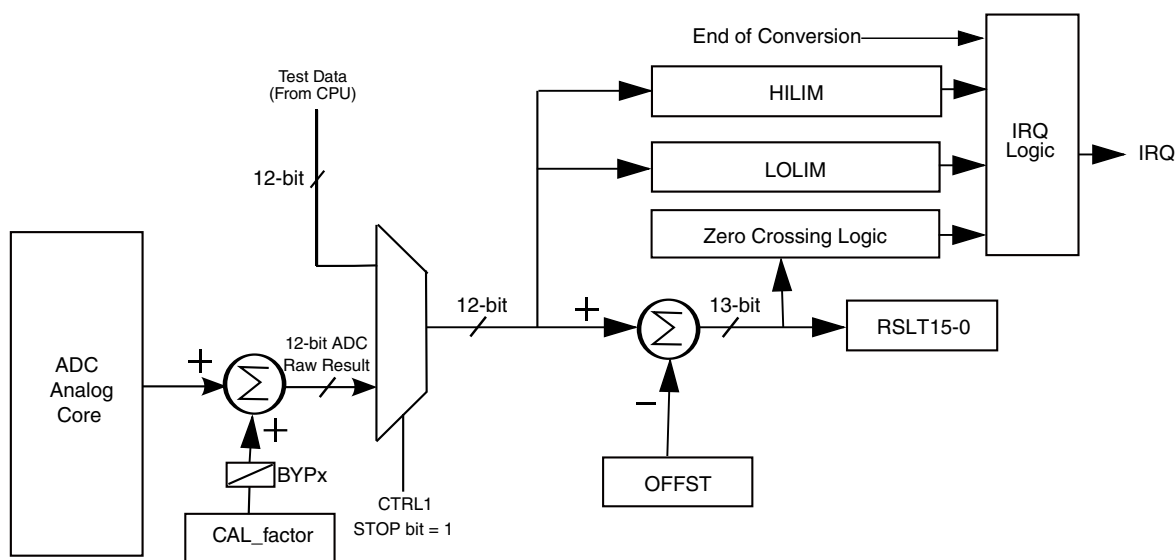 End of Conversion
Test Data
(From CPU)
HILIM
IRQ
Logic
IRQ
12-bit
LOLIM
Zero Crossing Logic
12-bit
+
13-bit
RSLT15-0
ADC
Analog
Core
+
Σ
12-bit ADC
Raw Result
Σ
−
+
BYPx
OFFST
CAL_factor
CTRL1
STOP bit = 1